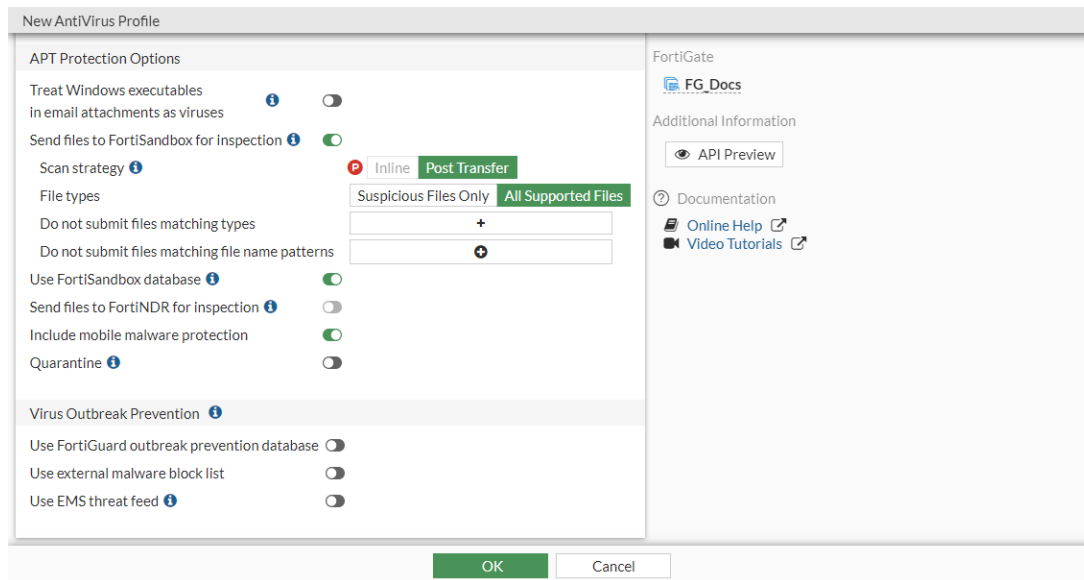 New AntiVirus Profile
APT Protection Options
Treat Windows executables
in email attachments as viruses
Send files to FortiSandbox for inspection
Scan strategy
P Inline Post Transfer
File types
Suspicious Files Only All Supported Files
Do not submit files matching types
+
Do not submit files matching file name patterns
Use FortiSandbox database
Send files to FortiNDR for inspection
Include mobile malware protection
Quarantine
Virus Outbreak Prevention
Use FortiGuard outbreak prevention database
Use external malware block list
Use EMS threat feed
FortiGate
FG_Docs
Additional Information
API Preview
Documentation
Online Help
Video Tutorials
OK
Cancel